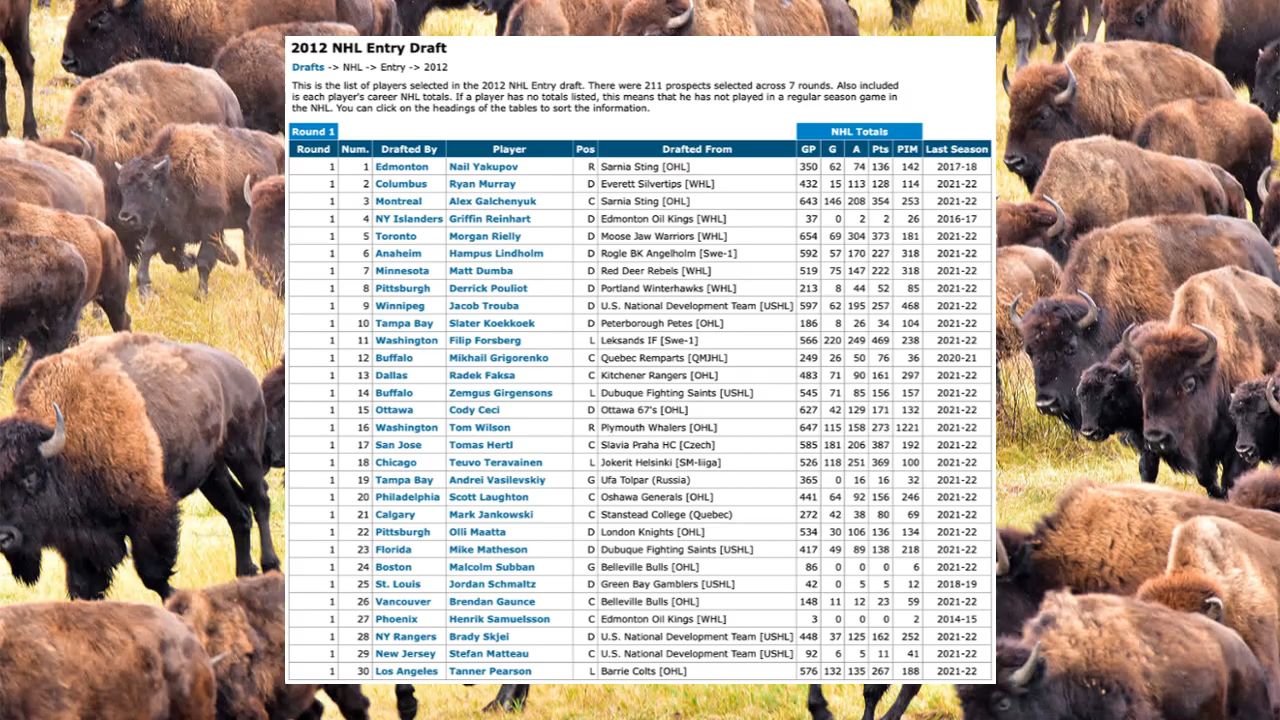 2012 NHL Entry Draft
Drafts -> NHL -> Entry -> 2012
This is the list of players selected in the 2012 NHL Entry draft. There were 211 prospects selected across 7 rounds. Also included
is each player's career NHL totals. If a player has no totals listed, this means that he has not played in a regular season game in
the NHL. You can click on the headings of the tables to sort the information.
Round 1 NHL Totals
Round Num. Drafted By Player Pos Drafted From GP G A Pts PIM Last Season
1 1 Edmonton Nail Yakupov R Sarnia Sting [OHL] 350 62 74 136 142 2017-18
1 2 Columbus Ryan Murray D Everett Silvertips [WHL] 432 15 113 128 114 2021-22
1 3 Montreal Alex Galchenyuk C Sarnia Sting [OHL] 643 146 208 354 253 2021-22
1 4 NY Islanders Griffin Reinhart D Edmonton Oil Kings [WHL] 37 0 2 2 26 2016-17
1 5 Toronto Morgan Rielly D Moose Jaw Warriors [WHL] 654 69 304 373 181 2021-22
1 6 Anaheim Hampus Lindholm D Rogle BK Angelholm [Swe-1] 592 57 170 227 318 2021-22
1 7 Minnesota Matt Dumba D Red Deer Rebels [WHL] 519 75 147 222 318 2021-22
1 8 Pittsburgh Derrick Pouliot D Portland Winterhawks [WHL] 213 8 44 52 85 2021-22
1 9 Winnipeg Jacob Trouba D U.S. National Development Team [USHL] 597 62 195 257 468 2021-22
1 10 Tampa Bay Slater Koekkoek D Peterborough Petes [OHL] 186 8 26 34 104 2021-22
1 11 Washington Filip Forsberg L Leksands IF [Swe-1] 566 220 249 469 238 2021-22
1 12 Buffalo Mikhail Grigorenko C Quebec Remparts [QMJHL] 249 26 50 76 36 2020-21
1 13 Dallas Radek Faksa C Kitchener Rangers [OHL] 483 71 90 161 297 2021-22
1 14 Buffalo Zemgus Girgensons L Dubuque Fighting Saints [USHL] 545 71 85 156 157 2021-22
1 15 Ottawa Cody Ceci D Ottawa 67's [OHL] 627 42 129 171 132 2021-22
1 16 Washington Tom Wilson R Plymouth Whalers [OHL] 647 115 158 273 1221 2021-22
1 17 San Jose Tomas Hertl C Slavia Praha HC [Czech] 585 181 206 387 192 2021-22
1 18 Chicago Teuvo Teravainen L Jokerit Helsinki [SM-liiga] 526 118 251 369 100 2021-22
1 19 Tampa Bay Andrei Vasilevskiy G Ufa Tolpar (Russia) 365 0 16 16 32 2021-22
1 20 Philadelphia Scott Laughton C Oshawa Generals [OHL] 441 64 92 156 246 2021-22
1 21 Calgary Mark Jankowski C Stanstead College (Quebec) 272 42 38 80 69 2021-22
1 22 Pittsburgh Olli Maatta D London Knights [OHL] 534 30 106 136 134 2021-22
1 23 Florida Mike Matheson D Dubuque Fighting Saints [USHL] 417 49 89 138 218 2021-22
1 24 Boston Malcolm Subban G Belleville Bulls [OHL] 86 0 0 0 6 2021-22
1 25 St. Louis Jordan Schmaltz D Green Bay Gamblers [USHL] 42 0 5 5 12 2018-19
1 26 Vancouver Brendan Gaunce C Belleville Bulls [OHL] 148 11 12 23 59 2021-22
1 27 Phoenix Henrik Samuelsson C Edmonton Oil Kings [WHL] 3 0 0 0 2 2014-15
1 28 NY Rangers Brady Skjei D U.S. National Development Team [USHL] 448 37 125 162 252 2021-22
1 29 New Jersey Stefan Matteau C U.S. National Development Team [USHL] 92 6 5 11 41 2021-22
1 30 Los Angeles Tanner Pearson L Barrie Colts [OHL] 576 132 135 267 188 2021-22